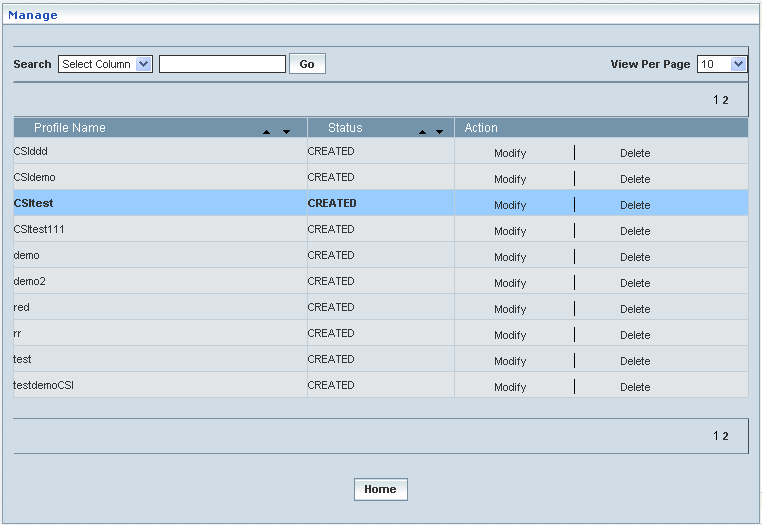 Manage
Search Select Column Go View Per Page 10
1 2
Profile Name Status Action
CSIddd CREATED Modify Delete
CSIdemo CREATED Modify Delete
CSItest CREATED Modify Delete
CSItest111 CREATED Modify Delete
demo CREATED Modify Delete
demo2 CREATED Modify Delete
red CREATED Modify Delete
rr CREATED Modify Delete
test CREATED Modify Delete
testdemoCSI CREATED Modify Delete
1 2
Home